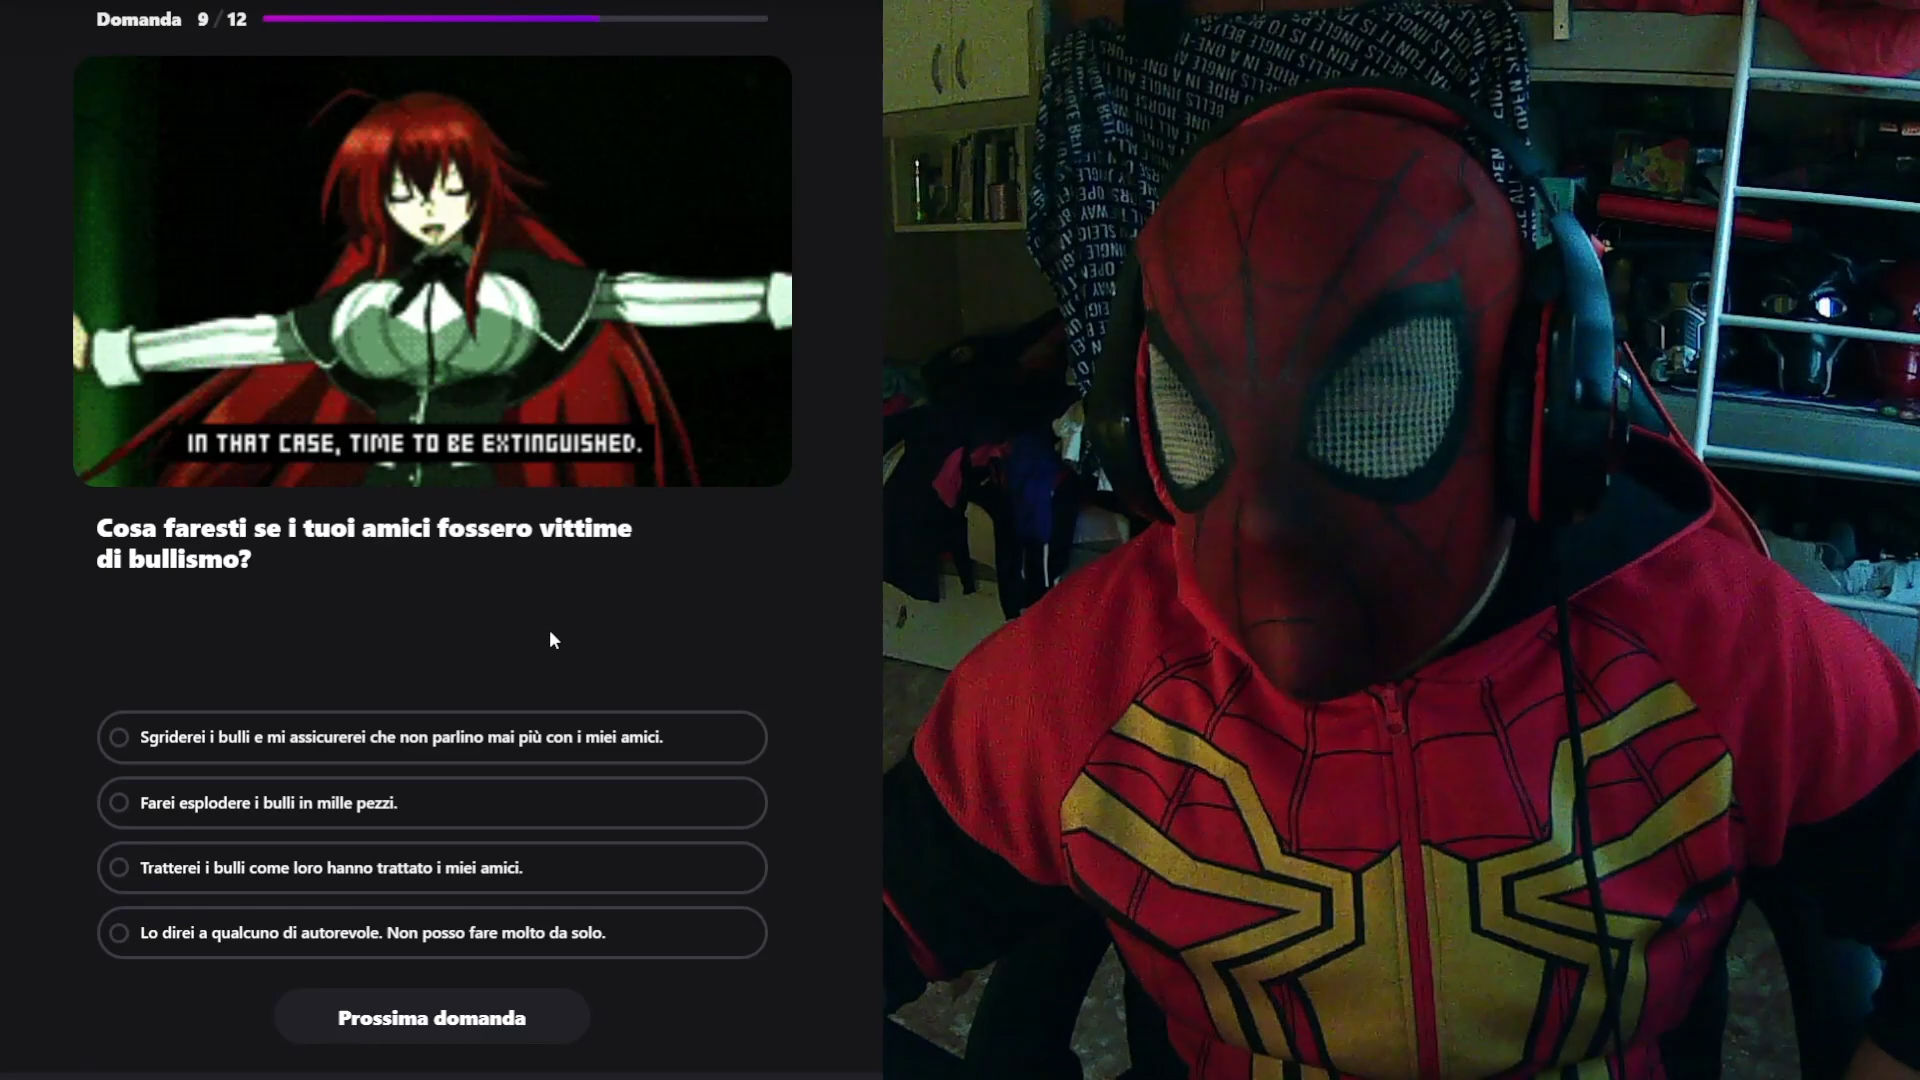 Domanda 9 / 12
IN THAT CASE, TIME TO BE EXTINGUISHED.
Cosa faresti se i tuoi amici fossero vittime
di bullismo?
Sgriderei i bulli e mi assicurerei che non parlino mai più con i miei amici.
Farei esplodere i bulli in mille pezzi.
Tratterei i bulli come loro hanno trattato i miei amici.
Lo direi a qualcuno di autorevole. Non posso fare molto da solo.
Prossima domanda